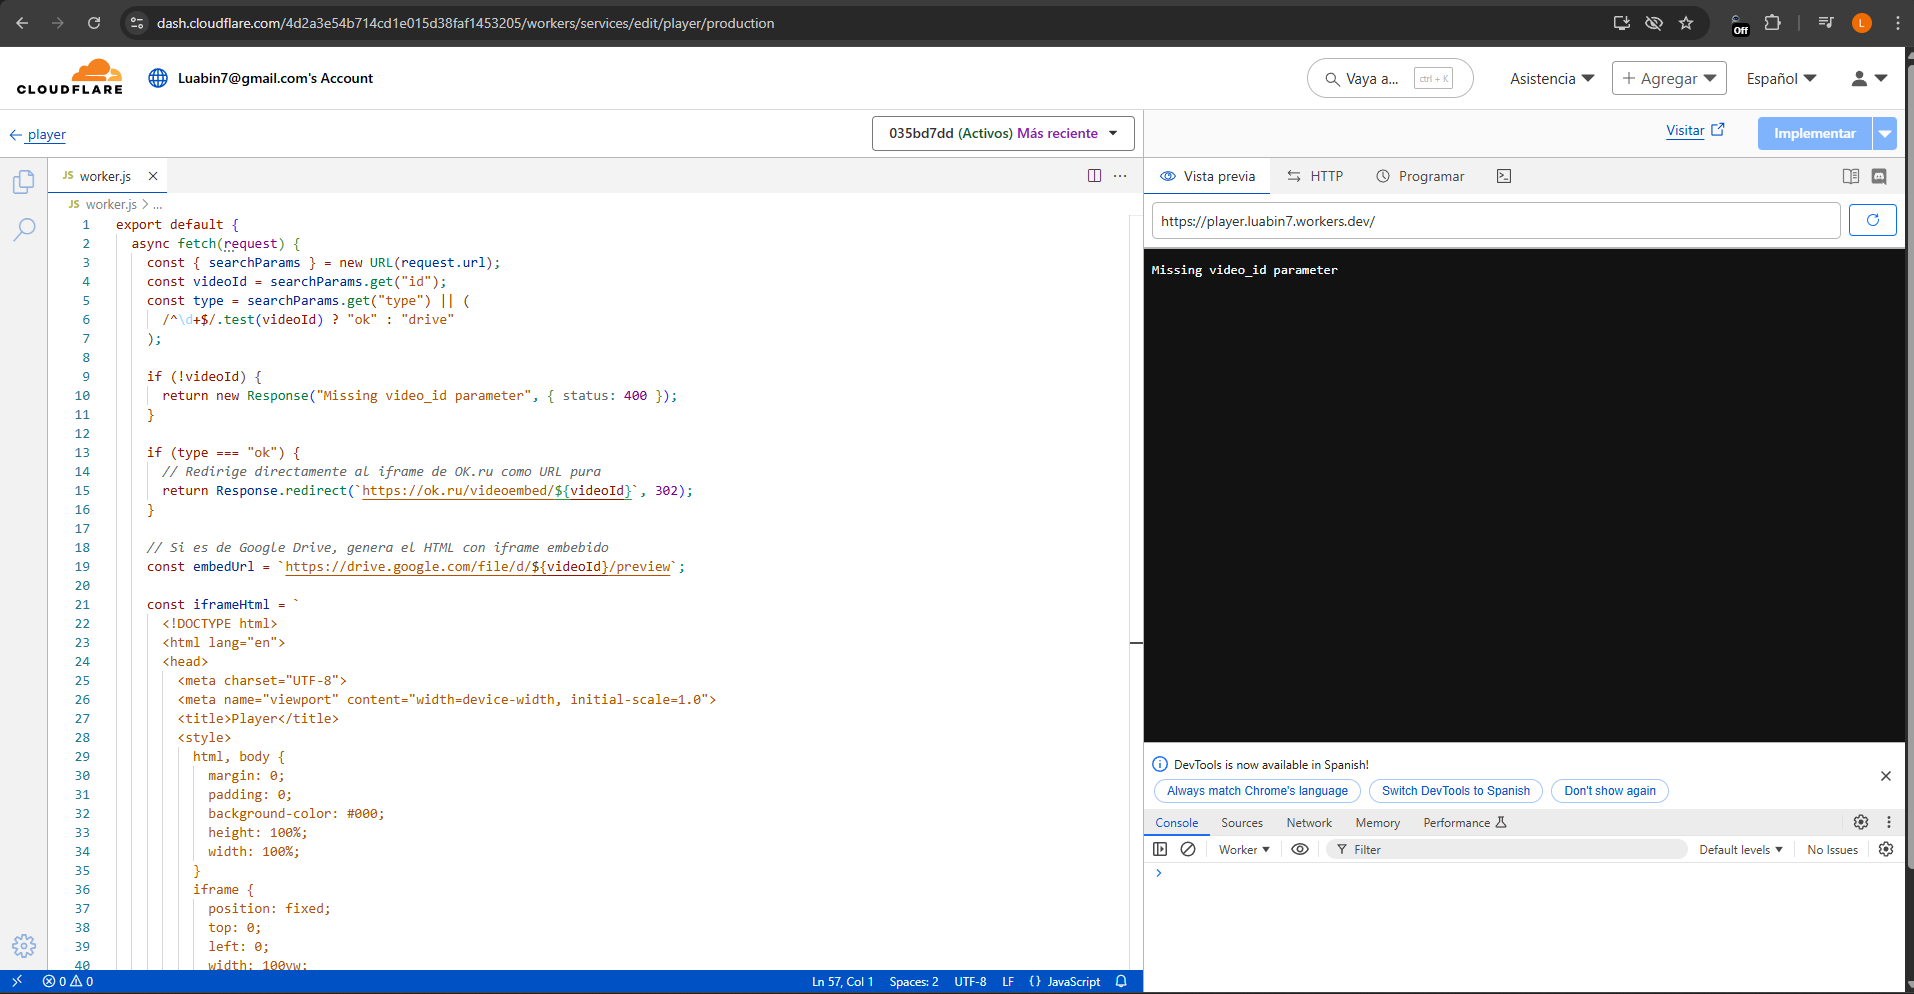 dash.cloudflare.com/4d2a3e54b714cd1e015d38faf1453205/workers/services/edit/player/production
Off
L
CLOUDFLARE
Luabin7@gmail.com's Account
Vaya a...
ctrl + K
Asistencia
Agregar
Español
player
035bd7dd (Activos) Más reciente
Visitar
Implementar
JS worker.js
JS worker.js > ...
1 export default {
2 async fetch(request) {
3 const { searchParams } = new URL(request.url);
4 const videoId = searchParams.get("id");
5 const type = searchParams.get("type") || (
6 /^\d+$/.test(videoId) ? "ok" : "drive"
7 );
8
9 if (!videoId) {
10 return new Response("Missing video_id parameter", { status: 400 });
11 }
12
13 if (type === "ok") {
14 // Redirige directamente al iframe de OK.ru como URL pura
15 return Response.redirect(`https://ok.ru/videoembed/${videoId}`, 302);
16 }
17
18 // Si es de Google Drive, genera el HTML con iframe embebido
19 const embedUrl = `https://drive.google.com/file/d/${videoId}/preview`;
20
21 const iframeHtml = `
22 <!DOCTYPE html>
23 <html lang="en">
24 <head>
25 <meta charset="UTF-8">
26 <meta name="viewport" content="width=device-width, initial-scale=1.0">
27 <title>Player</title>
28 <style>
29 html, body {
30 margin: 0;
31 padding: 0;
32 background-color: #000;
33 height: 100%;
34 width: 100%;
35 }
36 iframe {
37 position: fixed;
38 top: 0;
39 left: 0;
40 width: 100vw;
0 0
Ln 57, Col 1
Spaces: 2
UTF-8
LF
{} JavaScript
Vista previa
HTTP
Programar
https://player.luabin7.workers.dev/
Missing video_id parameter
DevTools is now available in Spanish!
Always match Chrome's language
Switch DevTools to Spanish
Don't show again
Console
Sources
Network
Memory
Performance
Worker
Filter
Default levels
No Issues